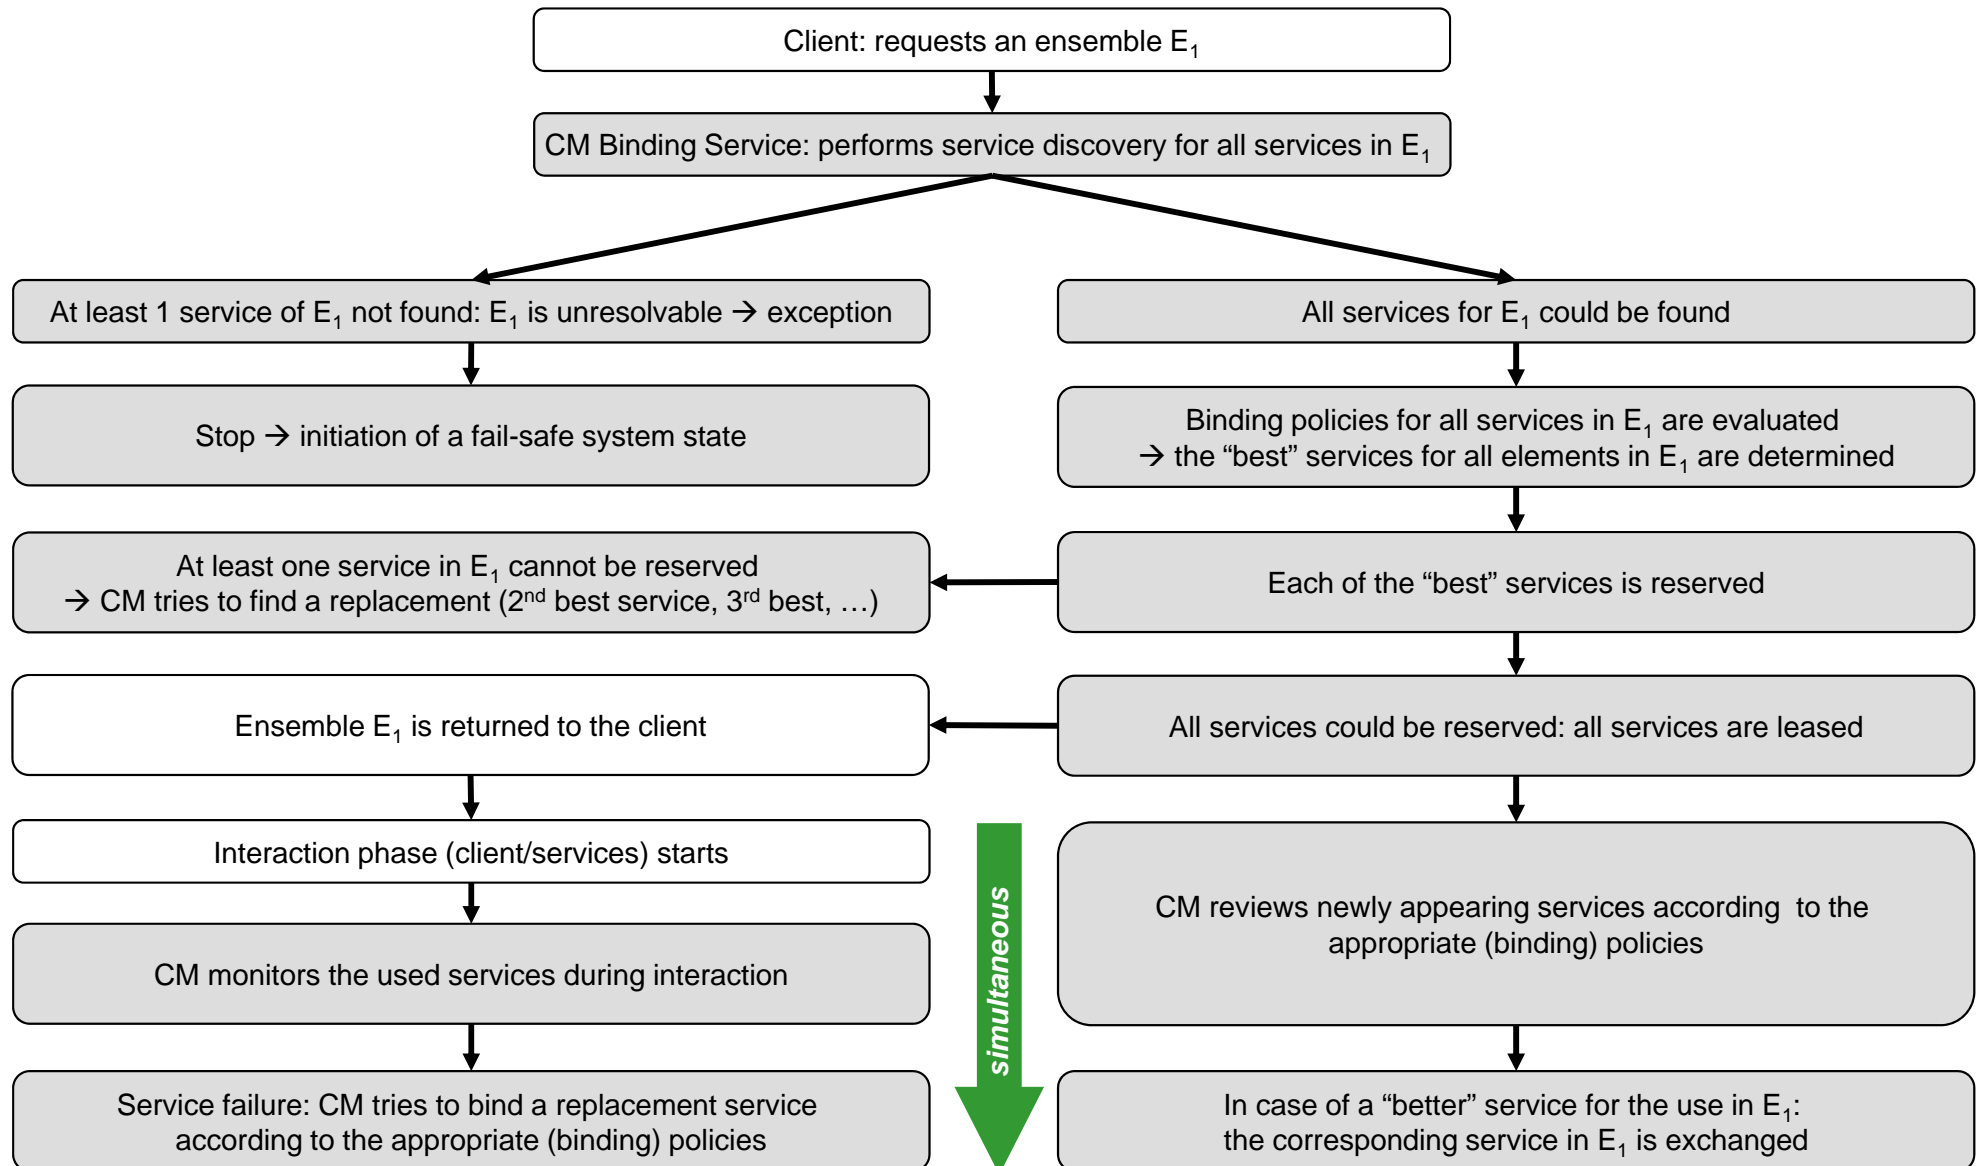 Client: requests an ensemble E₁
CM Binding Service: performs service discovery for all services in E₁
At least 1 service of E₁ not found: E₁ is unresolvable → exception
All services for E₁ could be found
Stop → initiation of a fail-safe system state
Binding policies for all services in E₁ are evaluated
→ the “best” services for all elements in E₁ are determined
At least one service in E₁ cannot be reserved
→ CM tries to find a replacement (2ⁿᵈ best service, 3ʳᵈ best, …)
Each of the “best” services is reserved
Ensemble E₁ is returned to the client
All services could be reserved: all services are leased
Interaction phase (client/services) starts
CM monitors the used services during interaction
simultaneous
CM reviews newly appearing services according to the
appropriate (binding) policies
Service failure: CM tries to bind a replacement service
according to the appropriate (binding) policies
In case of a “better” service for the use in E₁:
the corresponding service in E₁ is exchanged